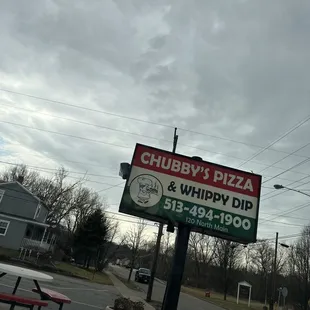 CHUBBY'S PIZZA
& WHIPPY DIP
513-494-1900
120 North Main